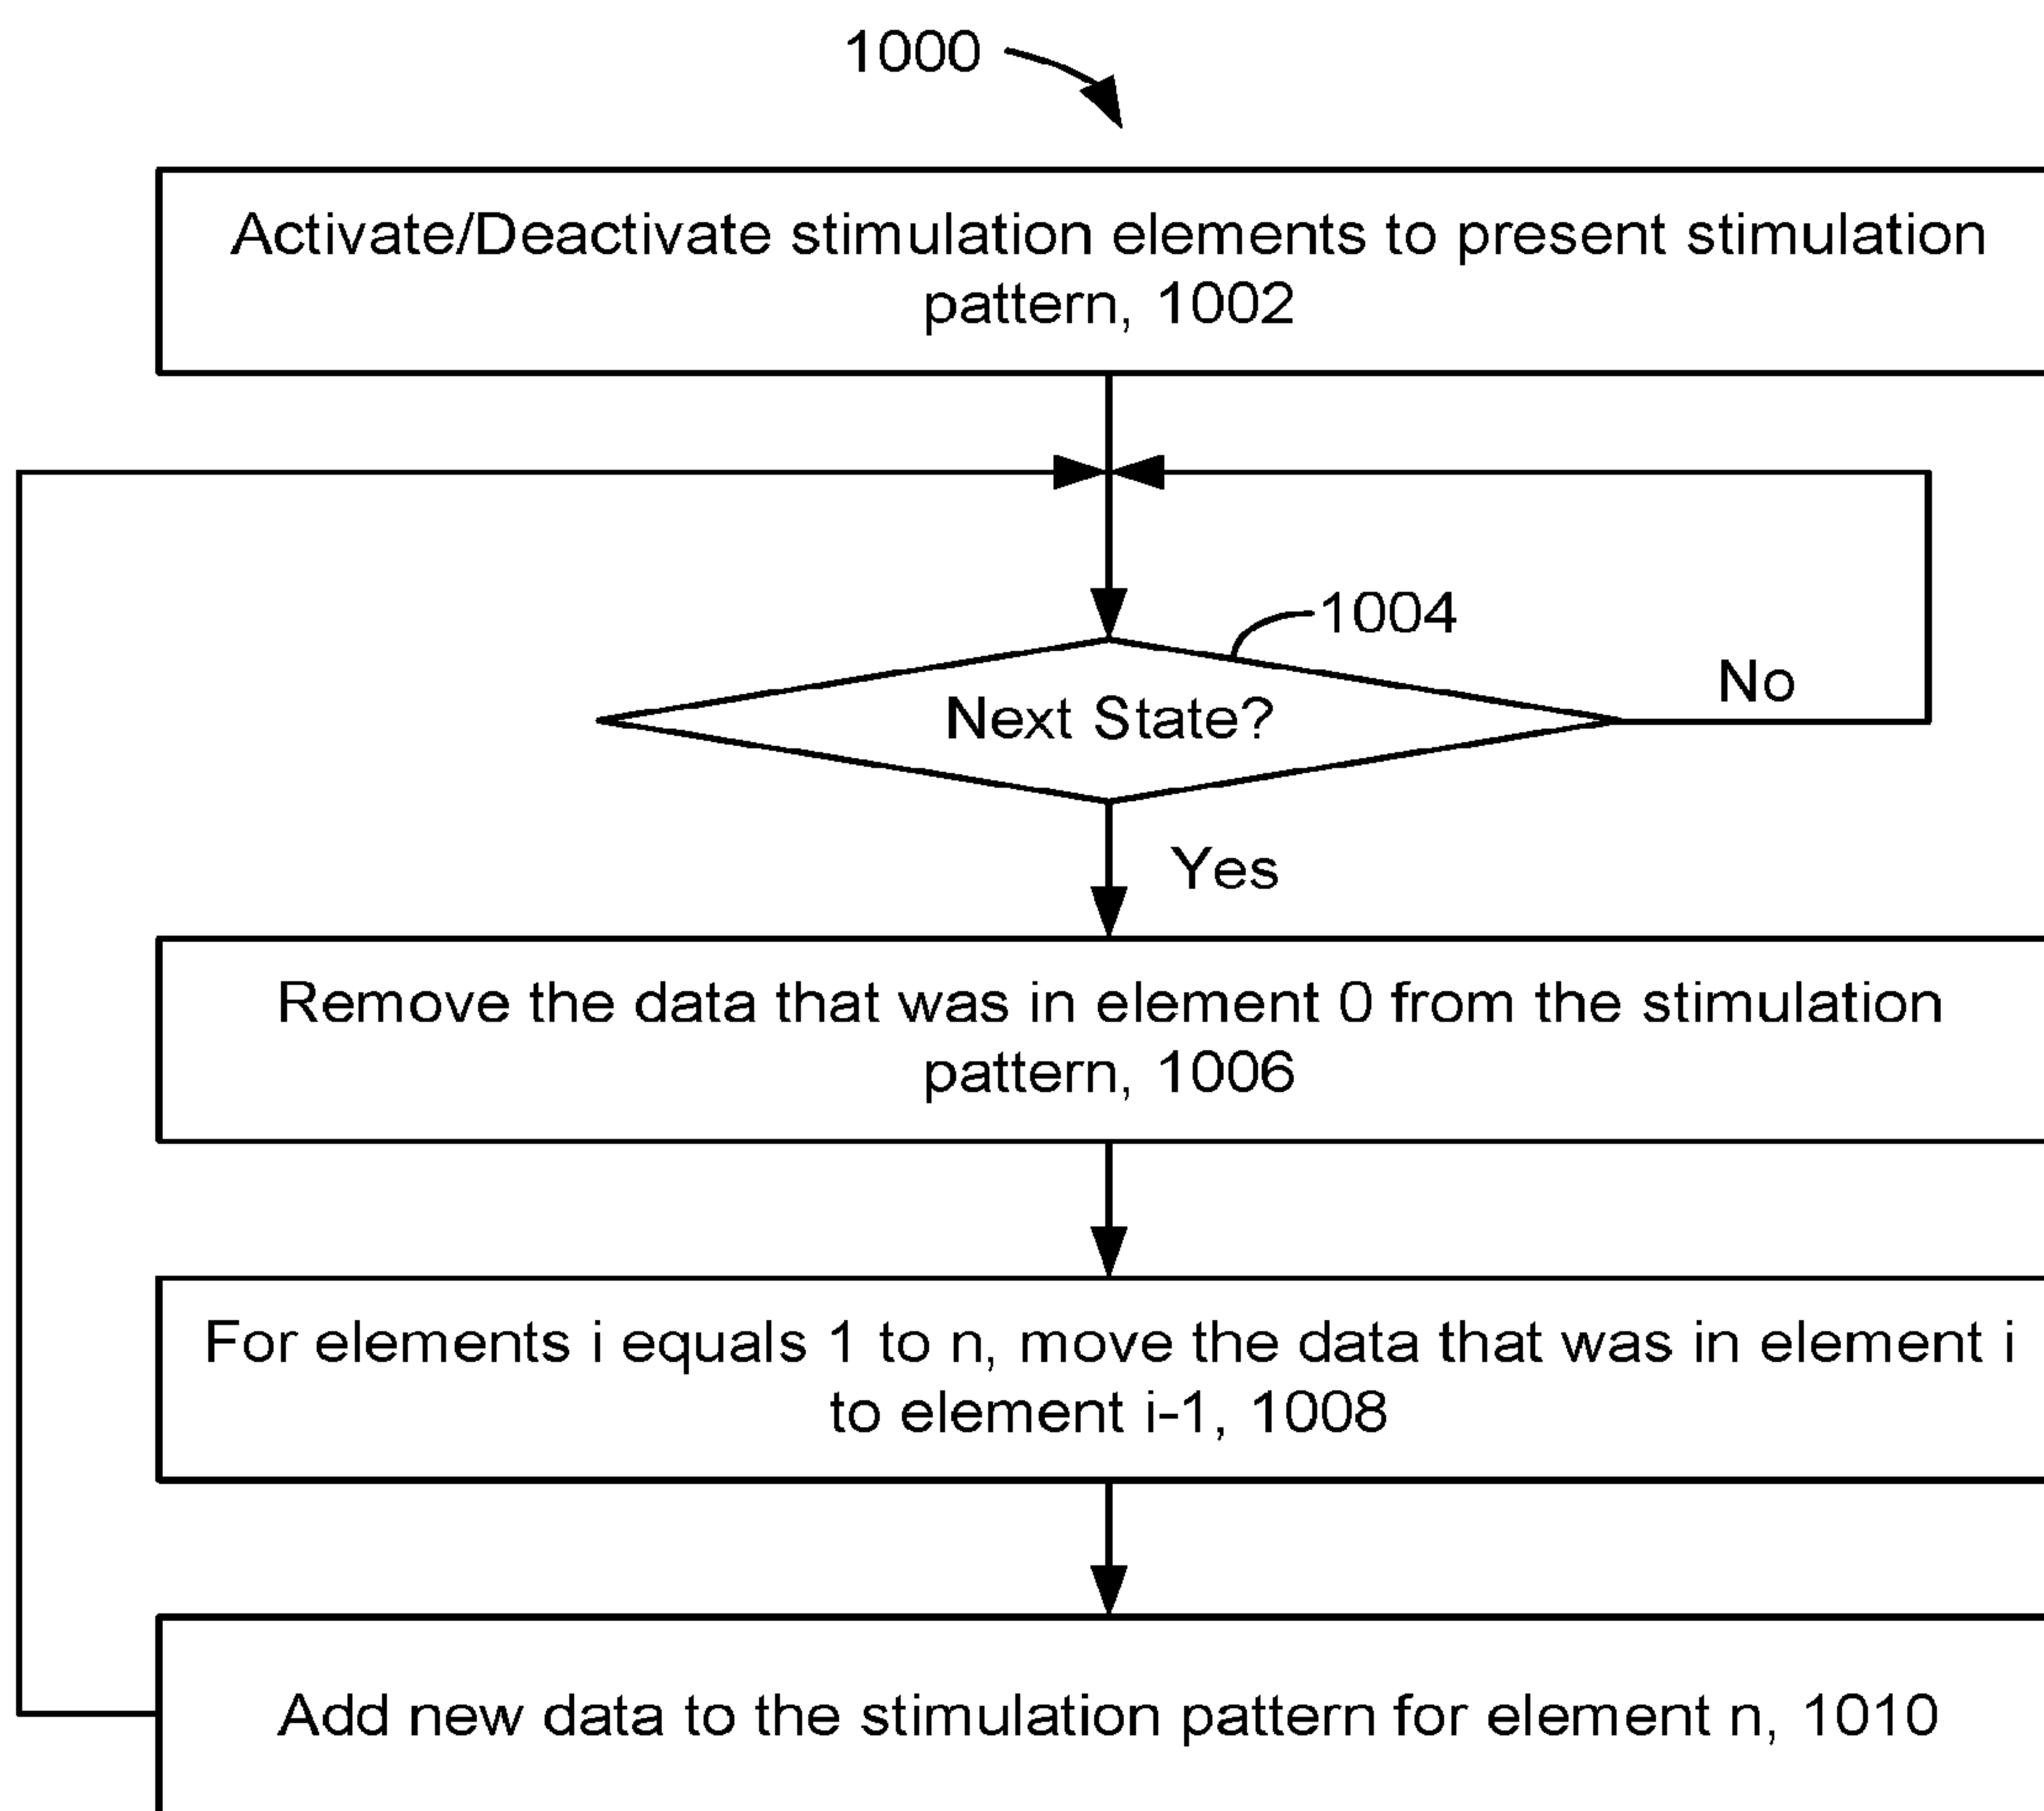 1000
Activate/Deactivate stimulation elements to present stimulation
pattern, 1002
1004
No
Next State?
Yes
Remove the data that was in element 0 from the stimulation
pattern, 1006
For elements i equals 1 to n, move the data that was in element i
to element i-1, 1008
Add new data to the stimulation pattern for element n, 1010